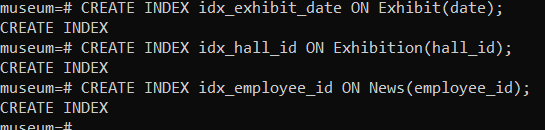 museum=# CREATE INDEX idx_exhibit_date ON Exhibit(date);
CREATE INDEX
museum=# CREATE INDEX idx_hall_id ON Exhibition(hall_id);
CREATE INDEX
museum=# CREATE INDEX idx_employee_id ON News(employee_id);
CREATE INDEX
museum=#